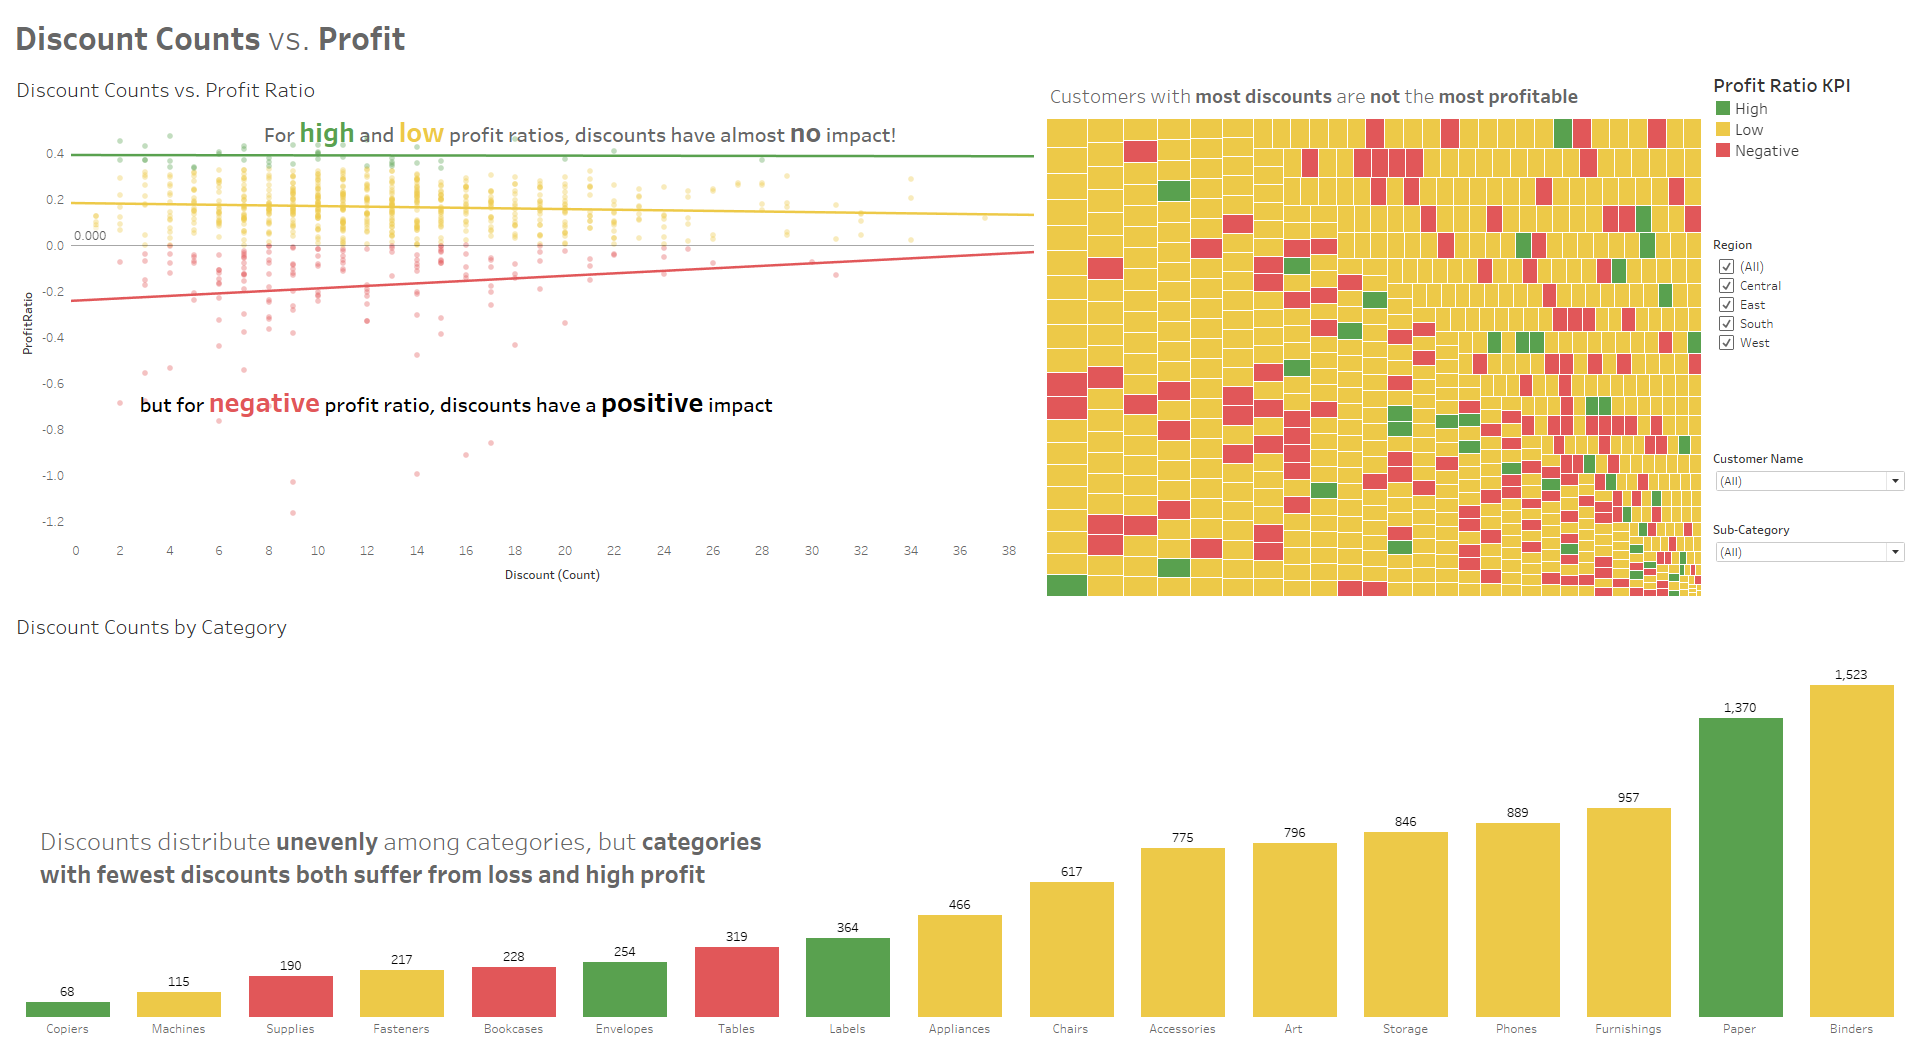 Discount Counts vs. Profit
Discount Counts vs. Profit Ratio
For high and low profit ratios, discounts have almost no impact!
0.4
0.2
0.000
0.0
-0.2
-0.4
-0.6
-0.8
-1.0
-1.2
ProfitRatio
but for negative profit ratio, discounts have a positive impact
0 2 4 6 8 10 12 14 16 18 20 22 24 26 28 30 32 34 36 38
Discount (Count)
Customers with most discounts are not the most profitable
Profit Ratio KPI
High
Low
Negative
Region
(All)
Central
East
South
West
Customer Name
(All)
Sub-Category
(All)
Discount Counts by Category
Discounts distribute unevenly among categories, but categories
with fewest discounts both suffer from loss and high profit
68 115 190 217 228 254 319 364 466 617 775 796 846 889 957 1,370 1,523
Copiers Machines Supplies Fasteners Bookcases Envelopes Tables Labels Appliances Chairs Accessories Art Storage Phones Furnishings Paper Binders